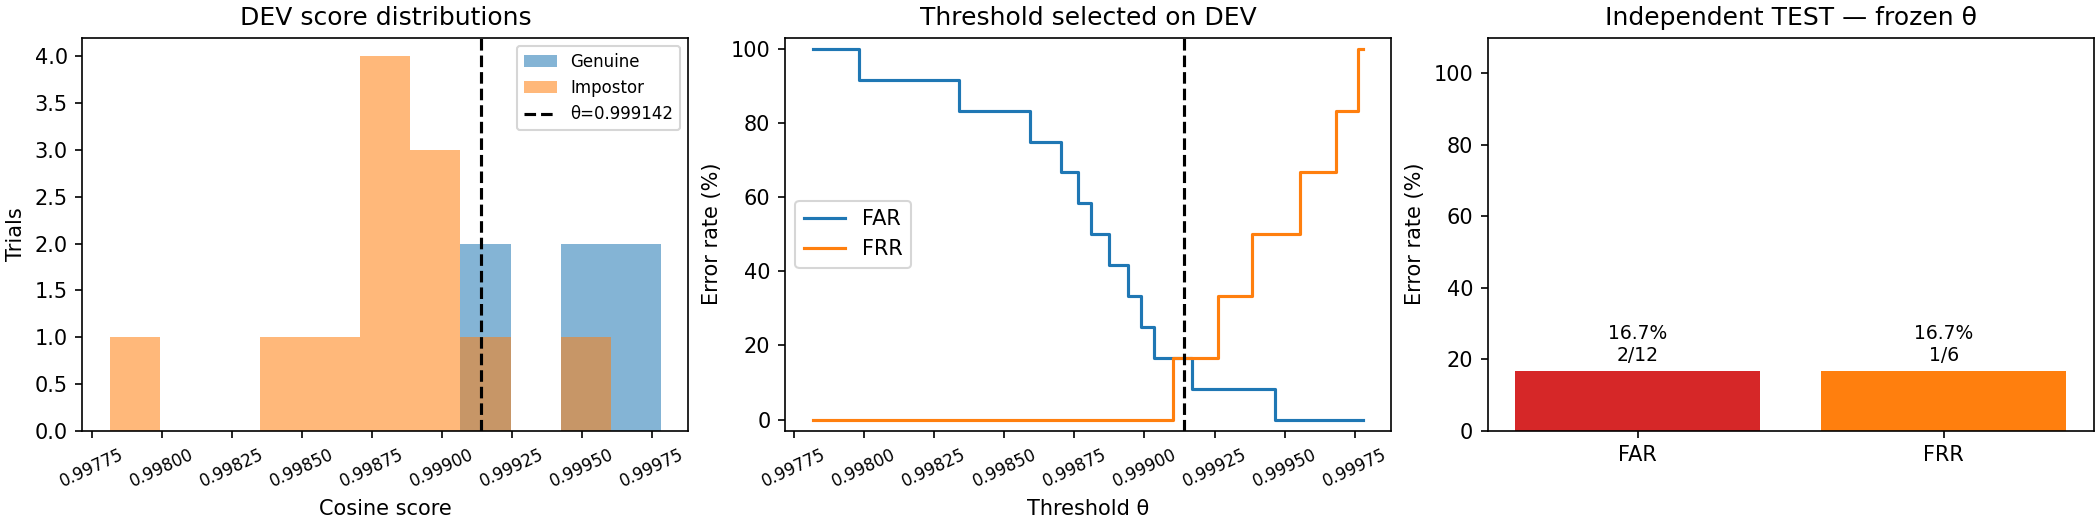 DEV score distributions
Trials
4.0
3.5
3.0
2.5
2.0
1.5
1.0
0.5
0.0
Genuine
Impostor
θ=0.999142
0.99775
0.99800
0.99825
0.99850
0.99875
0.99900
0.99925
0.99950
0.99975
Cosine score
Threshold selected on DEV
Error rate (%)
100
80
60
40
20
0
FAR
FRR
0.99775
0.99800
0.99825
0.99850
0.99875
0.99900
0.99925
0.99950
0.99975
Threshold θ
Independent TEST — frozen θ
Error rate (%)
100
80
60
40
20
0
16.7%
2/12
16.7%
1/6
FAR
FRR